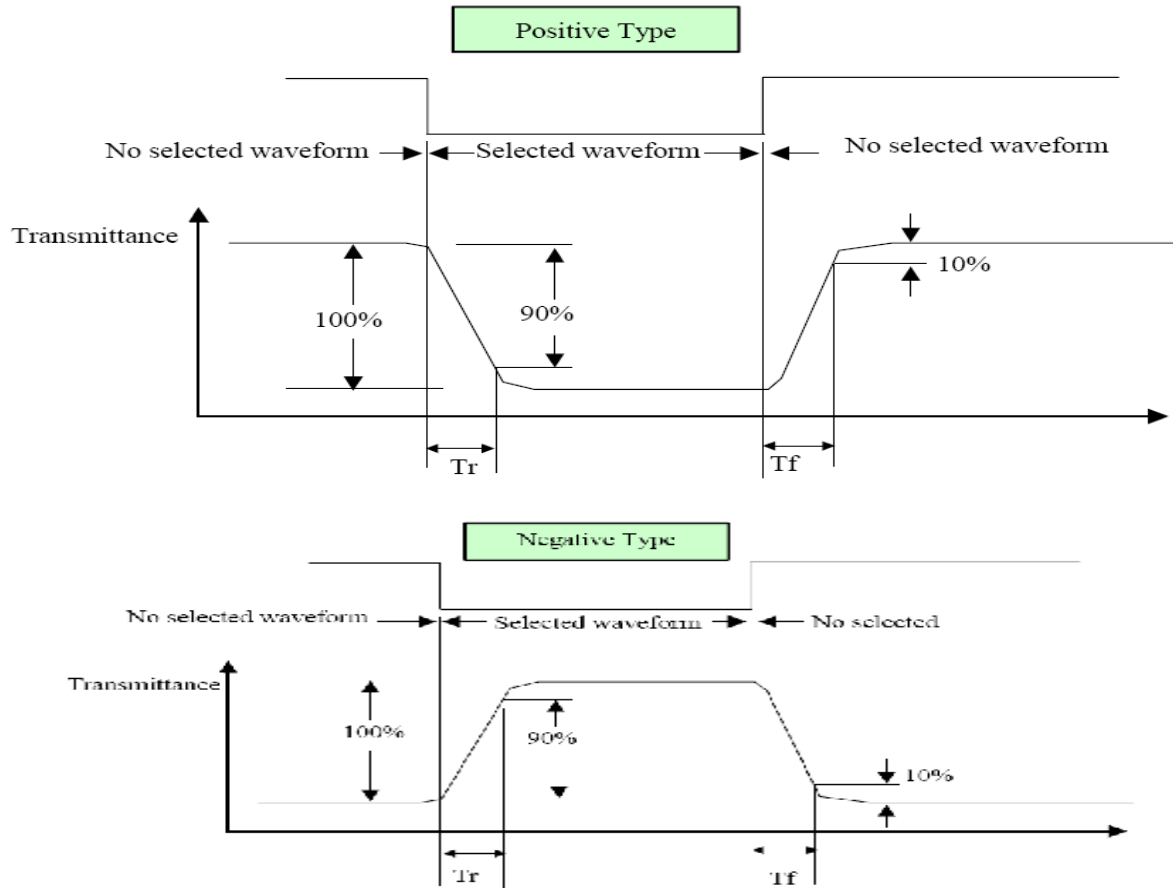 Positive Type
No selected waveform
Selected waveform
No selected waveform
Transmittance
100%
90%
10%
Tr
Tf
Negative Type
No selected waveform
Selected waveform
No selected
Transmittance
100%
90%
10%
Tr
Tf